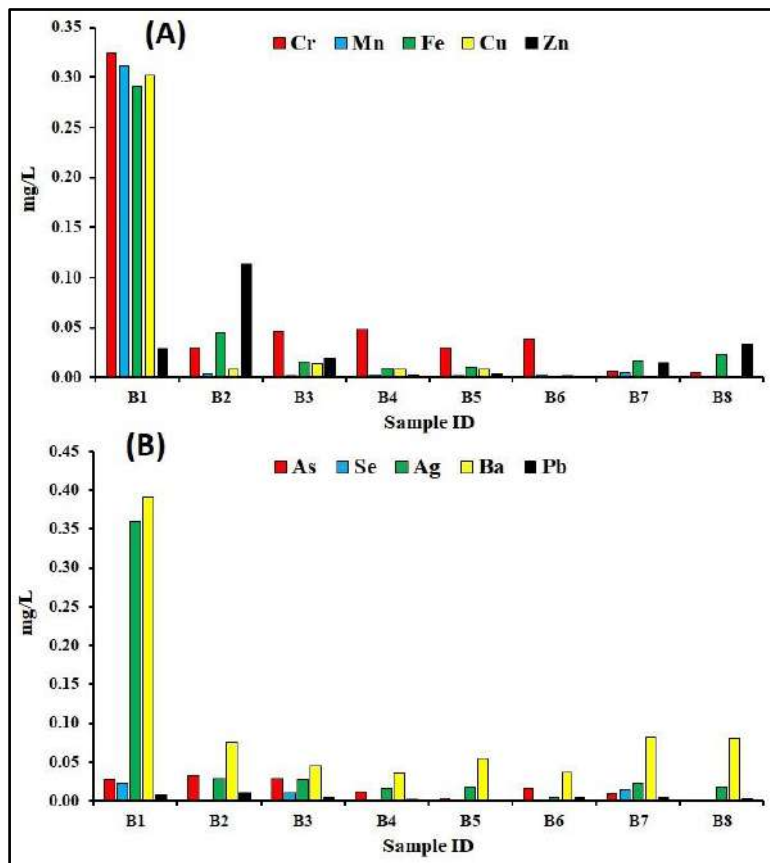 (A)
Cr Mn Fe Cu Zn
0.35
0.30
0.25
0.20
0.15
0.10
0.05
0.00
mg/L
B1 B2 B3 B4 B5 B6 B7 B8
Sample ID
(B)
As Se Ag Ba Pb
0.45
0.40
0.35
0.30
0.25
0.20
0.15
0.10
0.05
0.00
mg/L
B1 B2 B3 B4 B5 B6 B7 B8
Sample ID